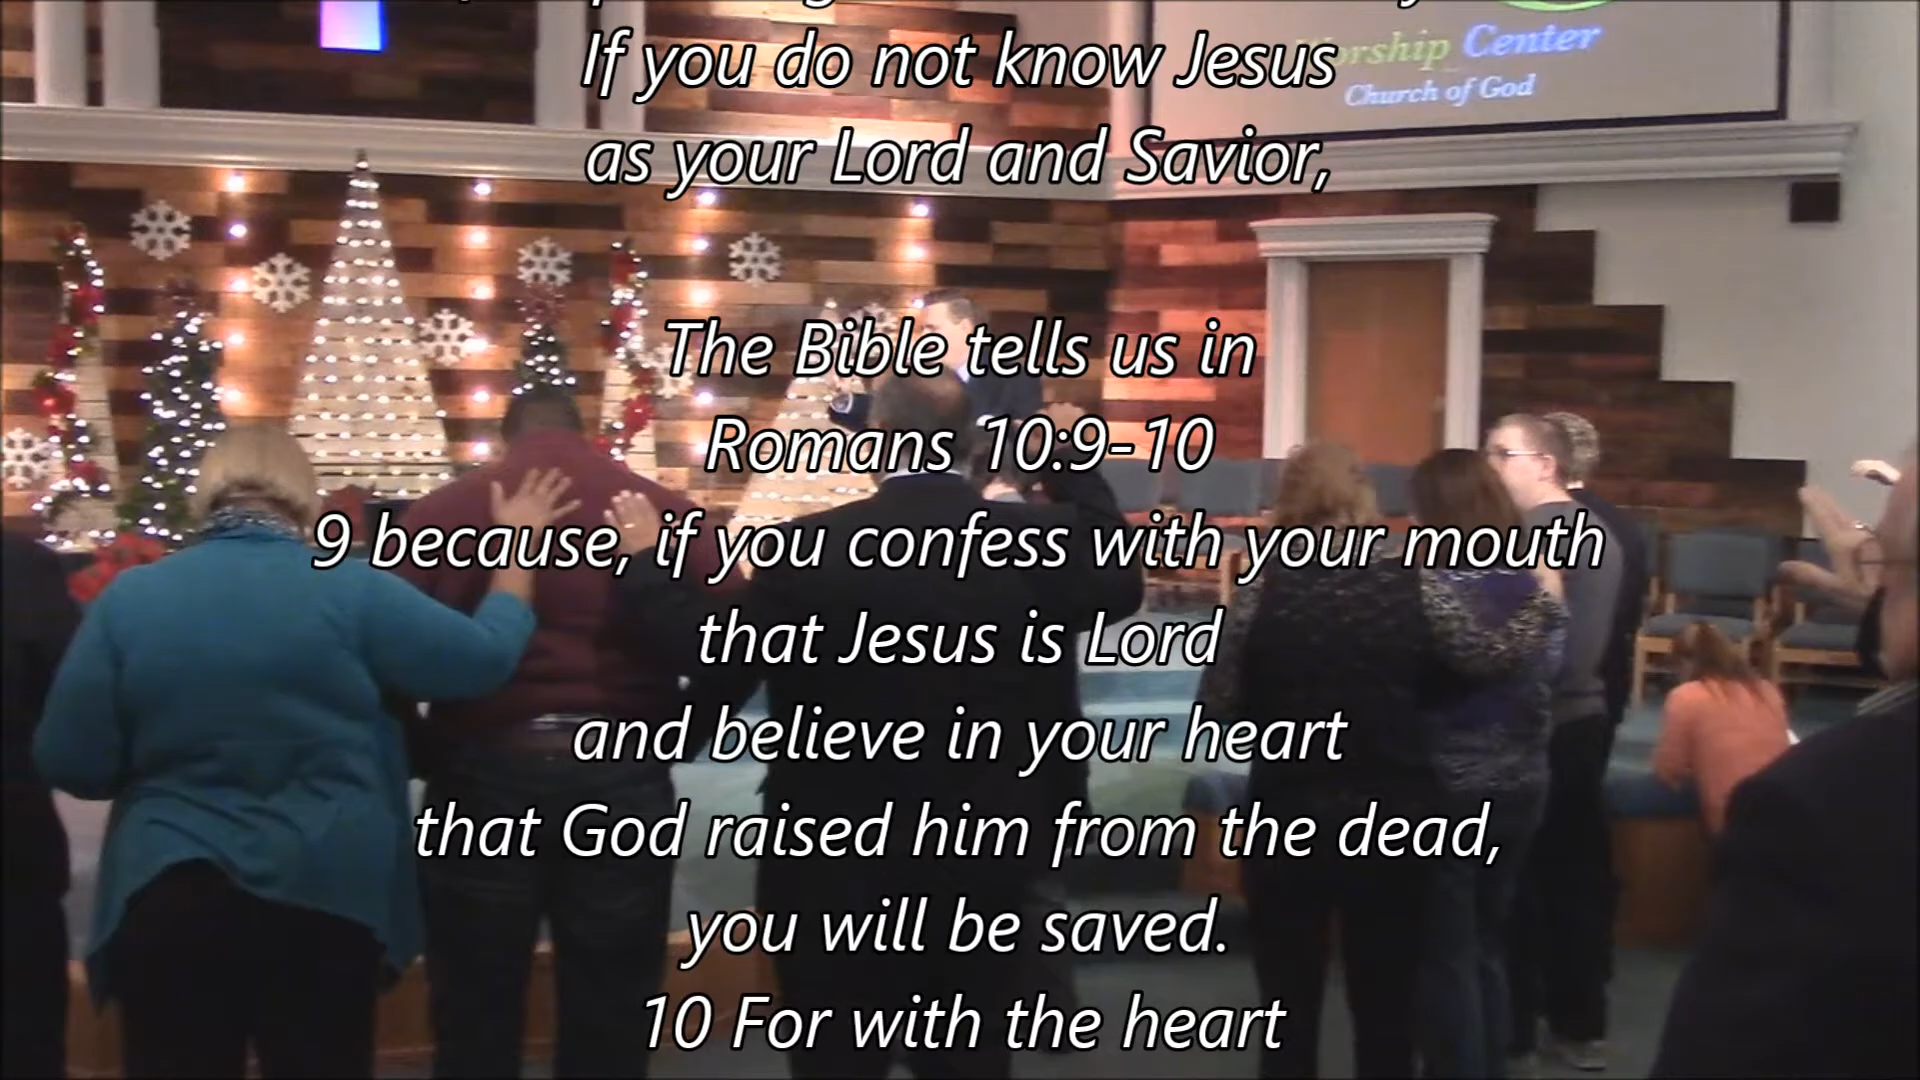 If you do not know Jesus
as your Lord and Savior,
Center
Church of God
The Bible tells us in
Romans 10:9-10
9 because, if you confess with your mouth
that Jesus is Lord
and believe in your heart
that God raised him from the dead,
you will be saved.
10 For with the heart